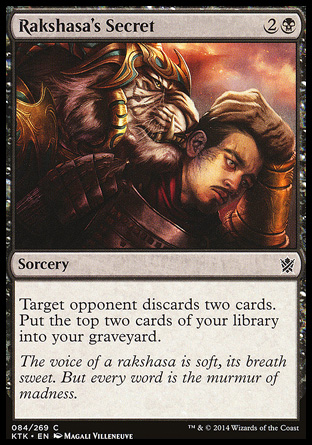 Rakshasa's Secret 2
Sorcery
Target opponent discards two cards.
Put the top two cards of your library
into your graveyard.
The voice of a rakshasa is soft, its breath
sweet. But every word is the murmur of
madness.
084/269 C
KTK • EN Magali Villeneuve
™ & © 2014 Wizards of the Coast